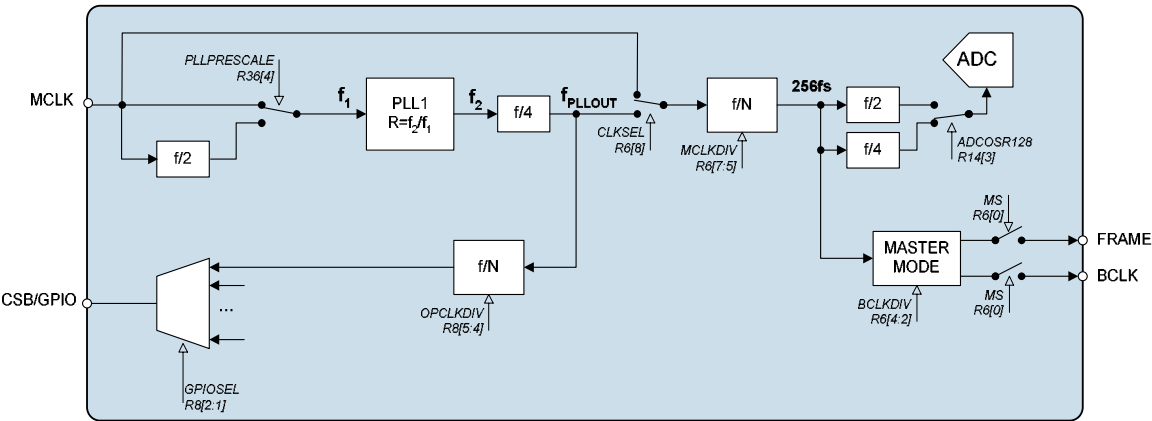 MCLK
PLLPRESCALE
R36[4]
f/2
f1
PLL1
R=f2/f1
f2
f/4
fPLLOUT
CLKSEL
R6[8]
f/N
MCLKDIV
R6[7:5]
256fs
f/2
f/4
ADC
ADCOSR128
R14[3]
MASTER
MODE
BCLKDIV
R6[4:2]
MS
R6[0]
MS
R6[0]
FRAME
BCLK
f/N
OPCLKDIV
R8[5:4]
...
GPIOSEL
R8[2:1]
CSB/GPIO